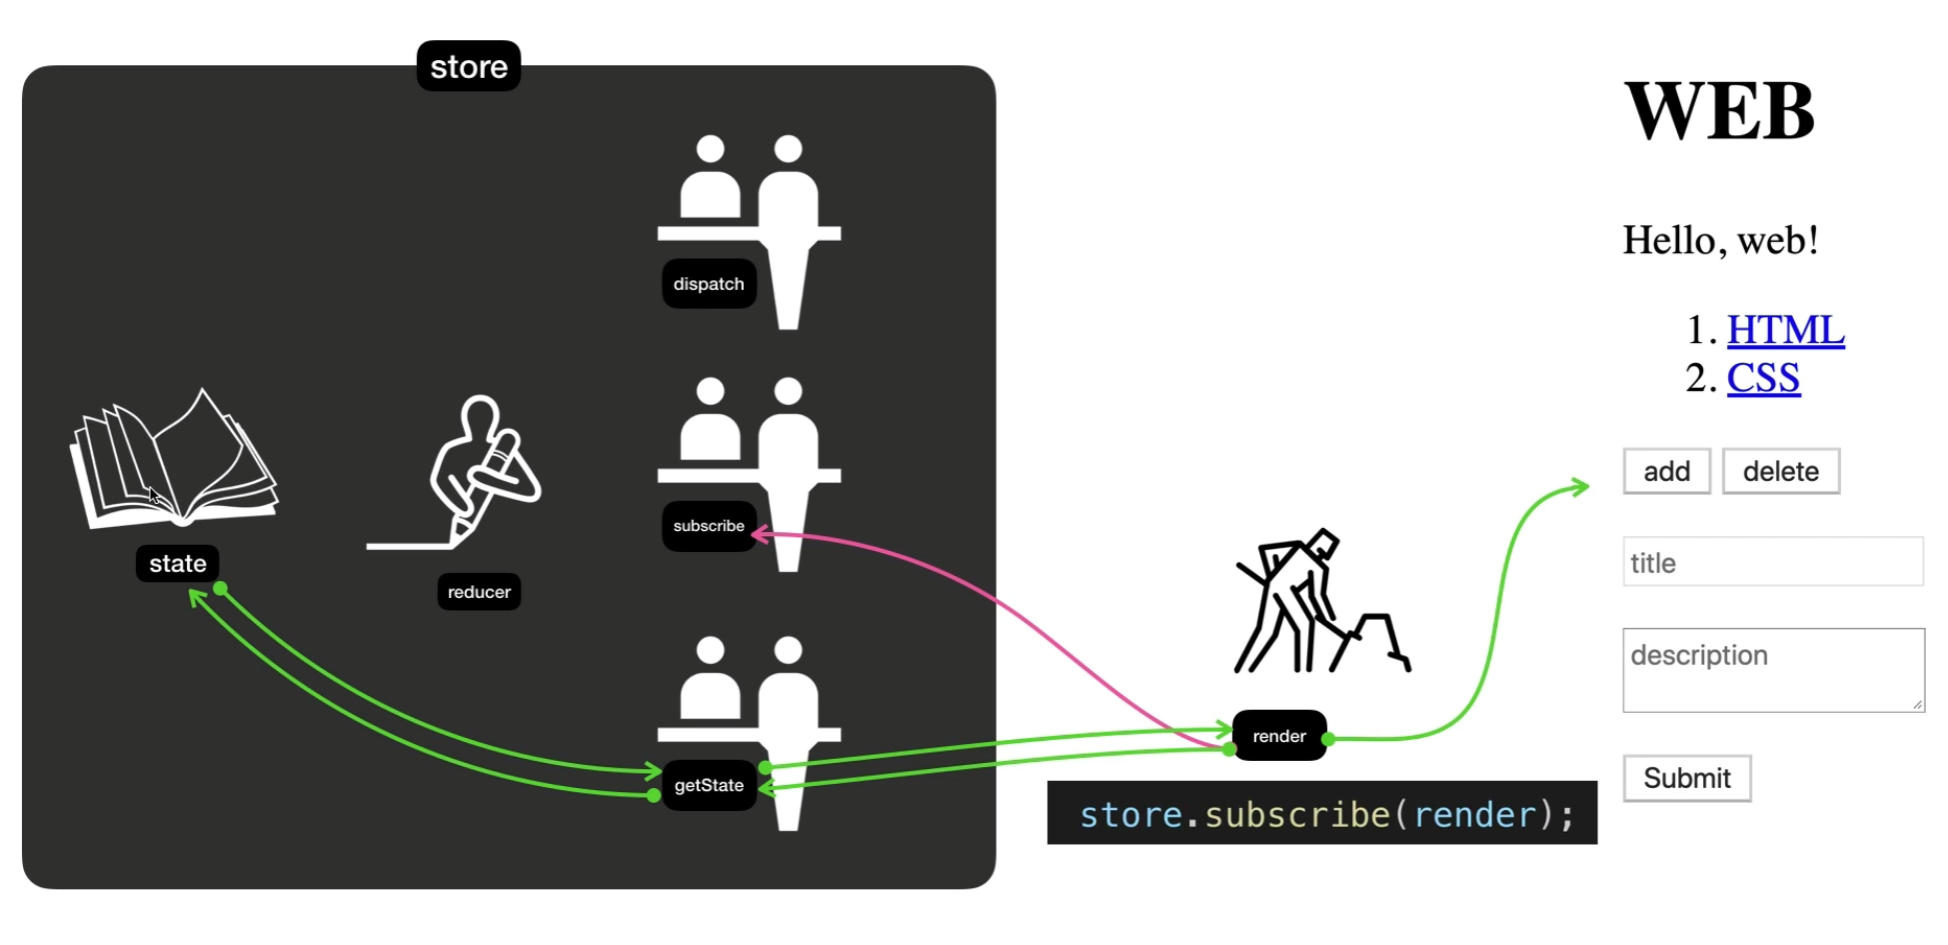 store
dispatch
subscribe
state
reducer
getState
render
store.subscribe(render);
WEB
Hello, web!
1. HTML
2. CSS
add delete
title
description
Submit